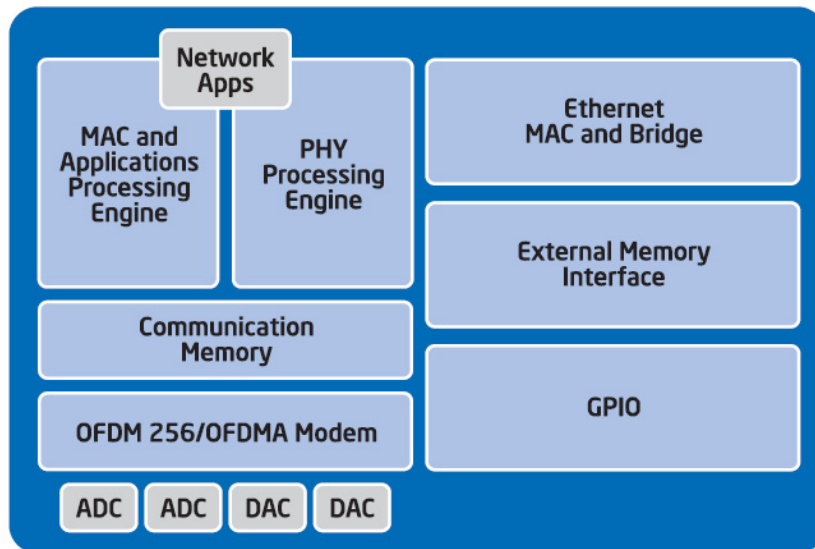 Network
Apps
MAC and
Applications
Processing
Engine
PHY
Processing
Engine
Communication
Memory
OFDM 256/OFDMA Modem
ADC
ADC
DAC
DAC
Ethernet
MAC and Bridge
External Memory
Interface
GPIO